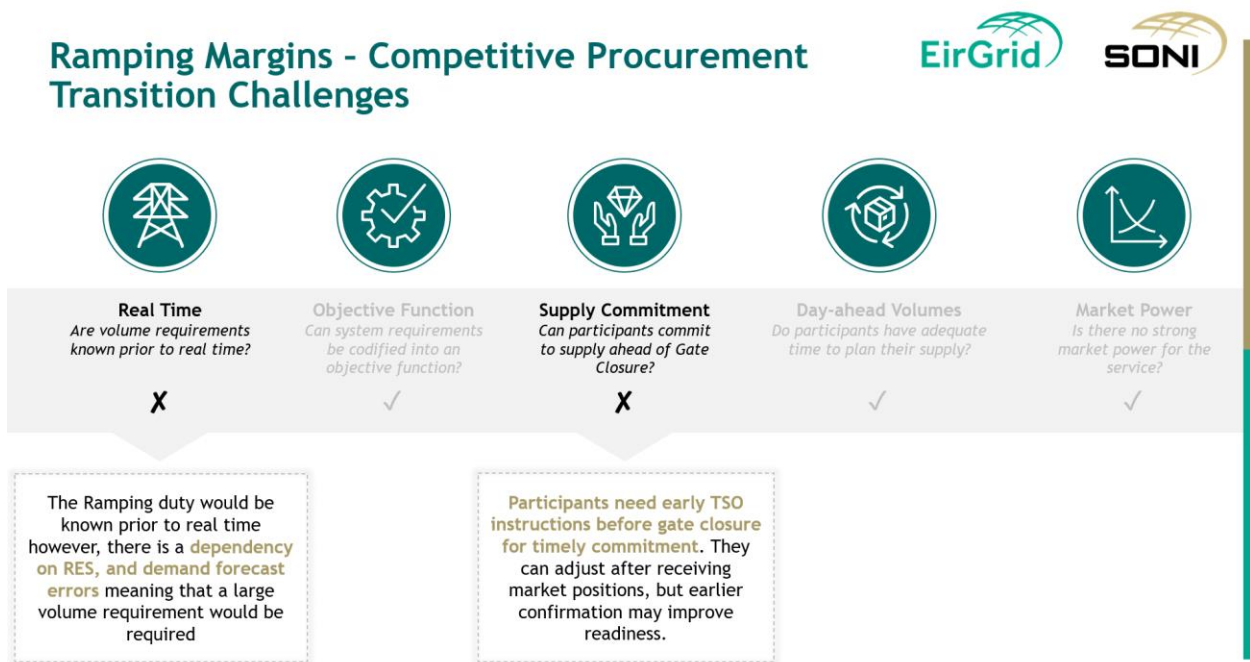 Ramping Margins - Competitive Procurement
Transition Challenges
EirGrid
SONI
Real Time
Are volume requirements
known prior to real time?
✗
Objective Function
Can system requirements
be codified into an
objective function?
✓
Supply Commitment
Can participants commit
to supply ahead of Gate
Closure?
✗
Day-ahead Volumes
Do participants have adequate
time to plan their supply?
✓
Market Power
Is there no strong
market power for the
service?
✓
The Ramping duty would be
known prior to real time
however, there is a dependency
on RES, and demand forecast
errors meaning that a large
volume requirement would be
required
Participants need early TSO
instructions before gate closure
for timely commitment. They
can adjust after receiving
market positions, but earlier
confirmation may improve
readiness.